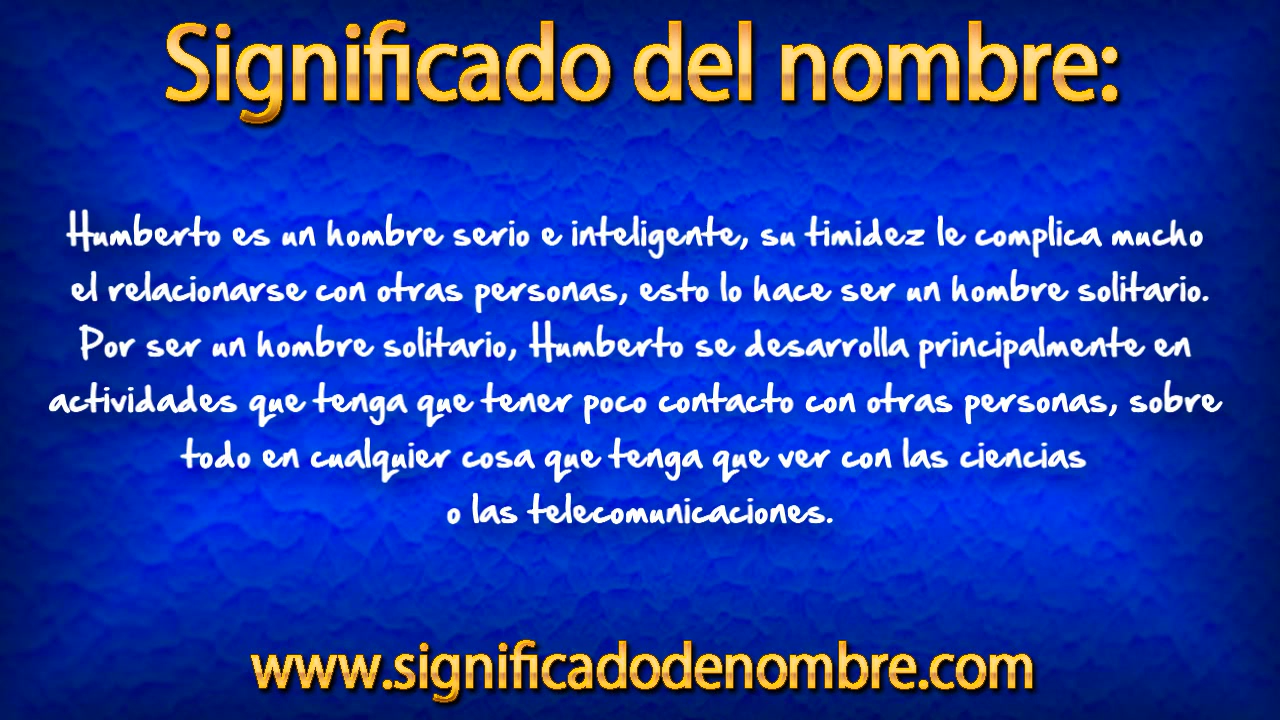 Significado del nombre:
Humberto es un hombre serio e inteligente, su timidez le complica mucho
el relacionarse con otras personas, esto lo hace ser un hombre solitario.
Por ser un hombre solitario, Humberto se desarrolla principalmente en
actividades que tenga que tener poco contacto con otras personas, sobre
todo en cualquier cosa que tenga que ver con las ciencias
o las telecomunicaciones.
www.significadodenombre.com